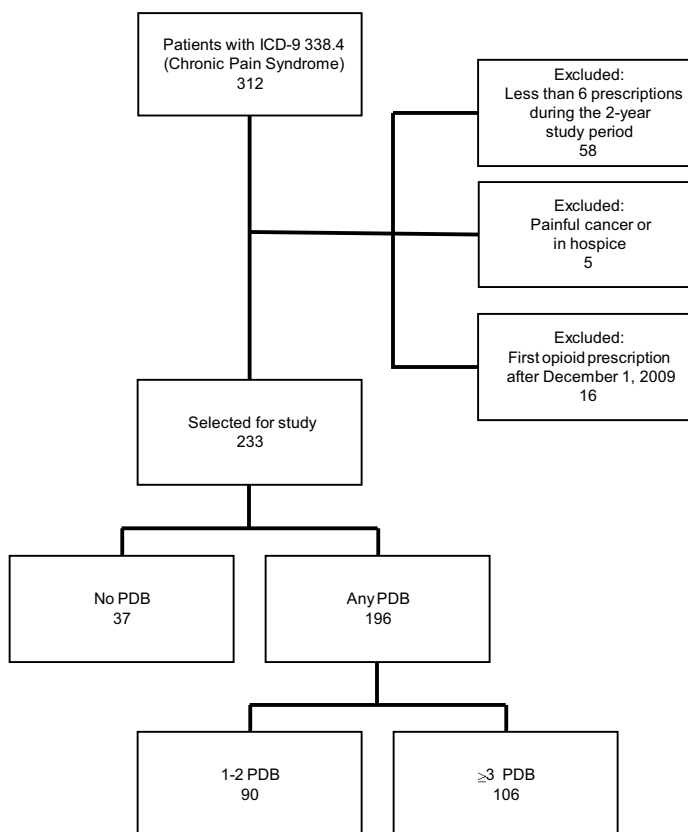 Patients with ICD-9 338.4
(Chronic Pain Syndrome)
312
Excluded:
Less than 6 prescriptions
during the 2-year
study period
58
Excluded:
Painful cancer or
in hospice
5
Excluded:
First opioid prescription
after December 1, 2009
16
Selected for study
233
No PDB
37
Any PDB
196
1-2 PDB
90
≥3 PDB
106